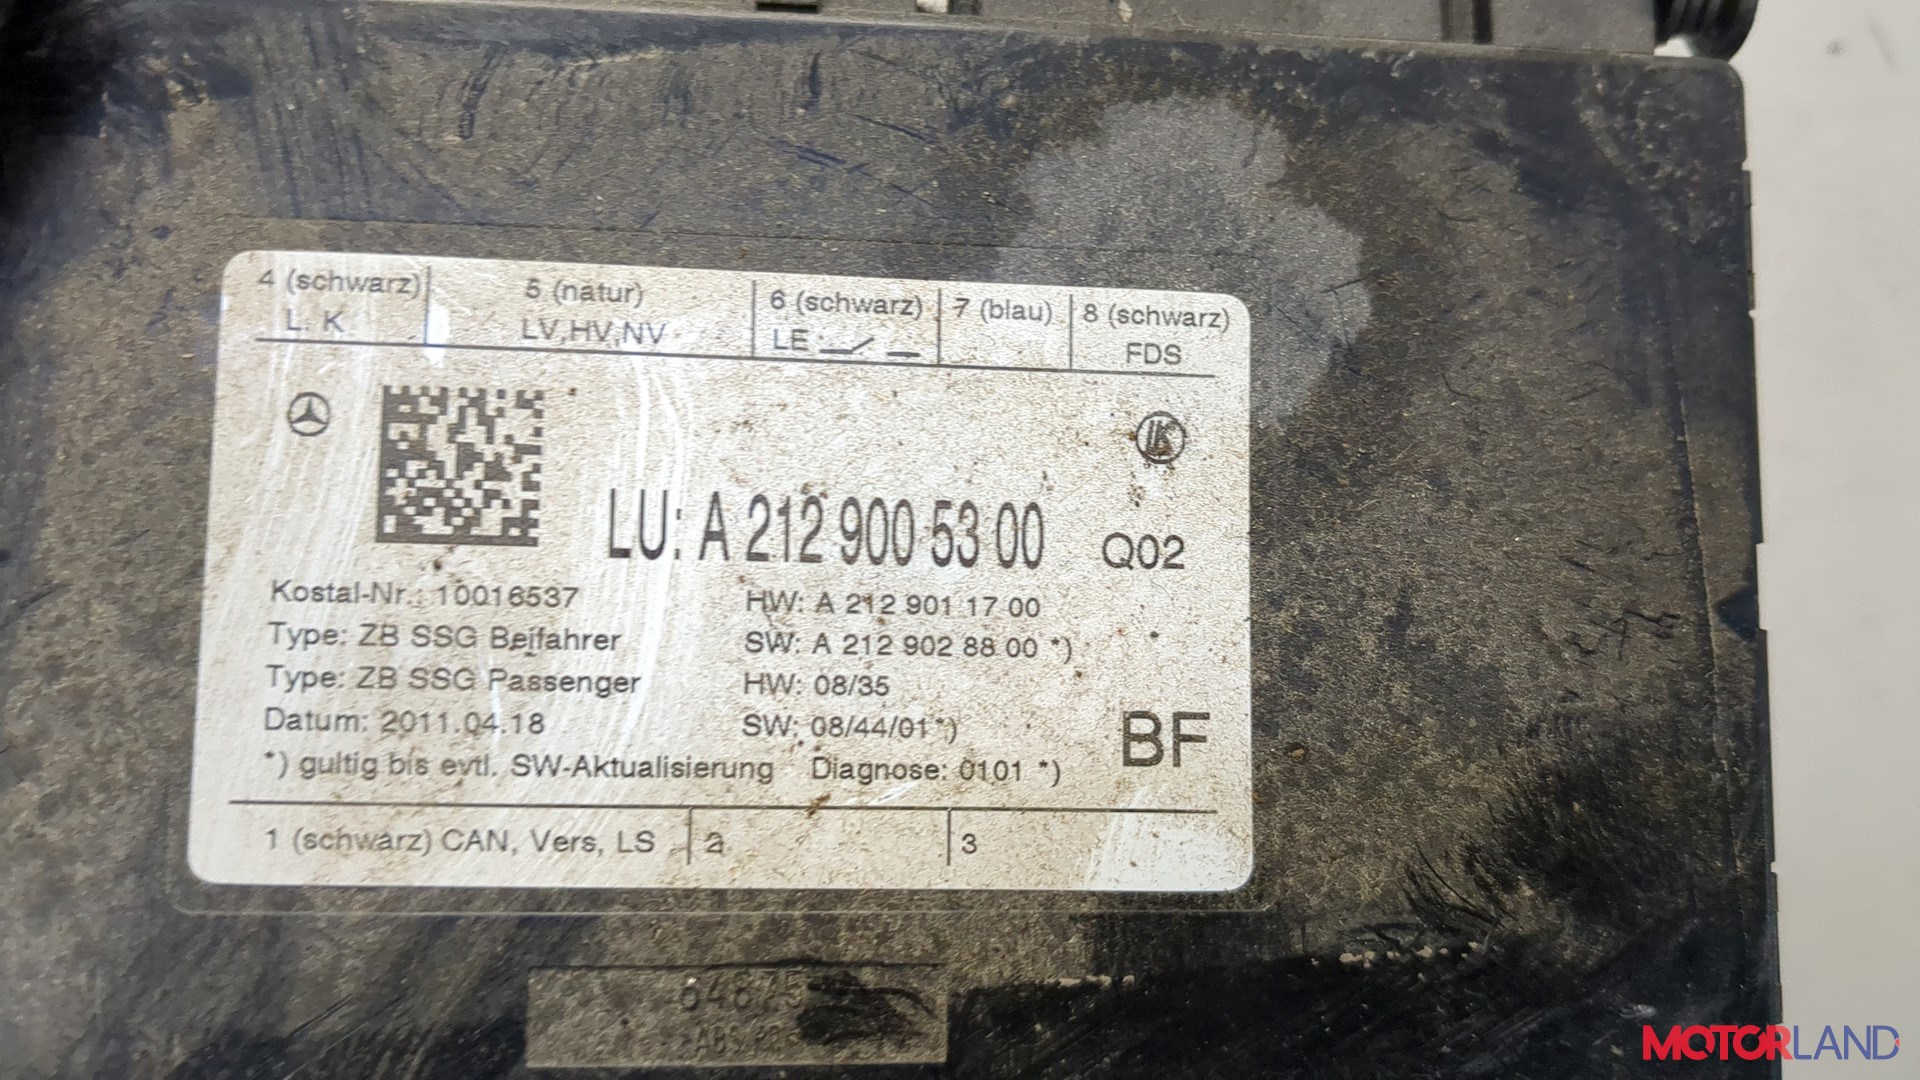 4 (schwarz) 5 (natur) 6 (schwarz) 7 (blau) 8 (schwarz)
L. K LV,HV,NV LE FDS
LU: A 212 900 53 00 Q02
Kostal-Nr.: 10016537 HW: A 212 901 17 00
Type: ZB SSG Beifahrer SW: A 212 902 88 00 *)
Type: ZB SSG Passenger HW: 08/35
Datum: 2011.04.18 SW: 08/44/01*) BF
*) gultig bis evtl. SW-Aktualisierung Diagnose: 0101 *)
1 (schwarz) CAN, Vers, LS 2 3
MOTORLAND